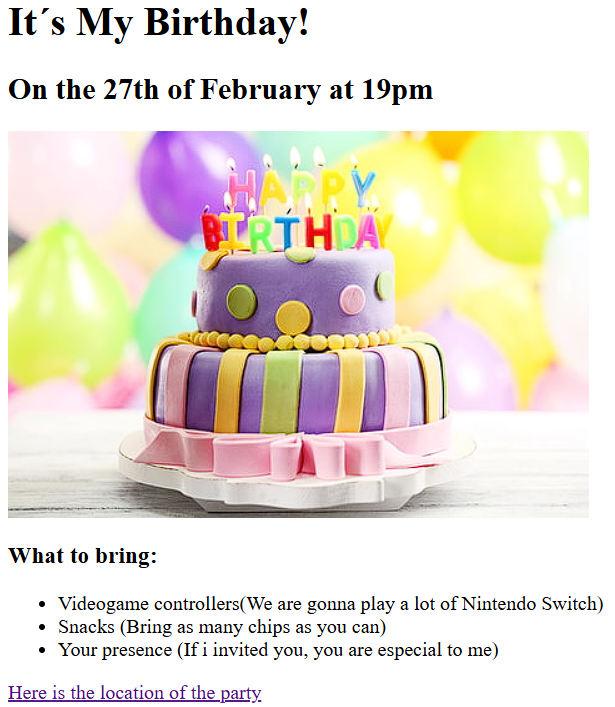 It´s My Birthday!
On the 27th of February at 19pm
HAPPY
BIRTHDAY
What to bring:
Videogame controllers(We are gonna play a lot of Nintendo Switch)
Snacks (Bring as many chips as you can)
Your presence (If i invited you, you are especial to me)
Here is the location of the party